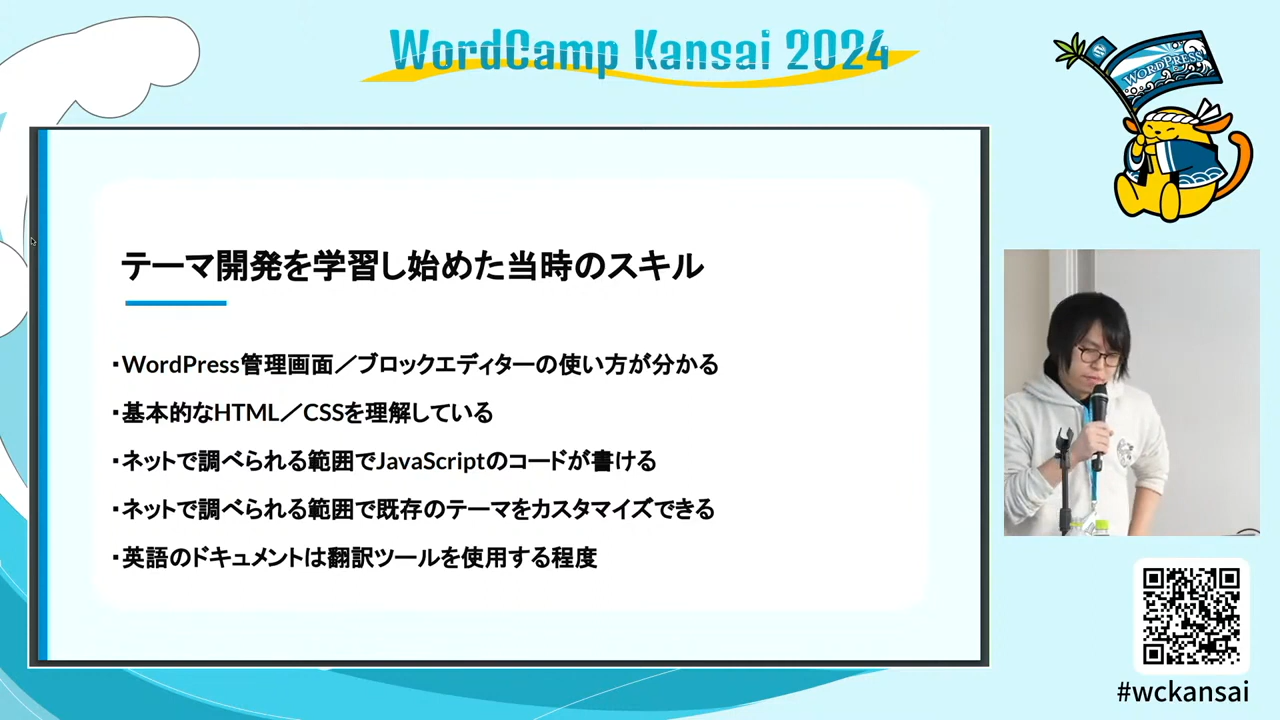 WordCamp Kansai 2024
WORDPRESS
テーマ開発を学習し始めた当時のスキル
・WordPress管理画面／ブロックエディターの使い方が分かる
・基本的なHTML／CSSを理解している
・ネットで調べられる範囲でJavaScriptのコードが書ける
・ネットで調べられる範囲で既存のテーマをカスタマイズできる
・英語のドキュメントは翻訳ツールを使用する程度
#wckansai